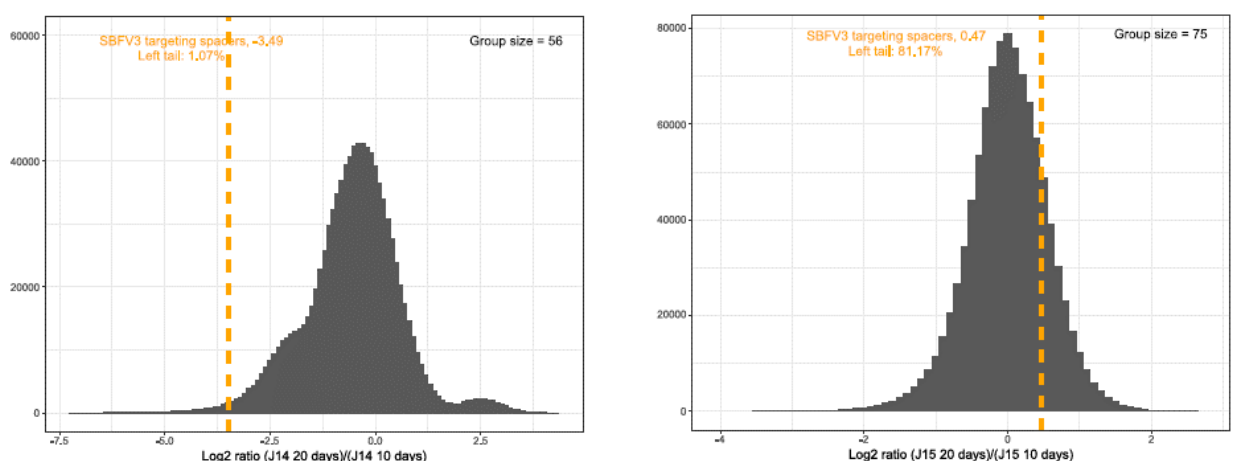 SBFV3 targeting spacers, -3.49
Left tail: 1.07%
Group size = 56
60000
40000
20000
0
-7.5
-5.0
-2.5
0.0
2.5
Log2 ratio (J14 20 days)/(J14 10 days)
SBFV3 targeting spacers, 0.47
Left tail: 81.17%
Group size = 75
80000
60000
40000
20000
0
-4
-2
0
2
Log2 ratio (J15 20 days)/(J15 10 days)